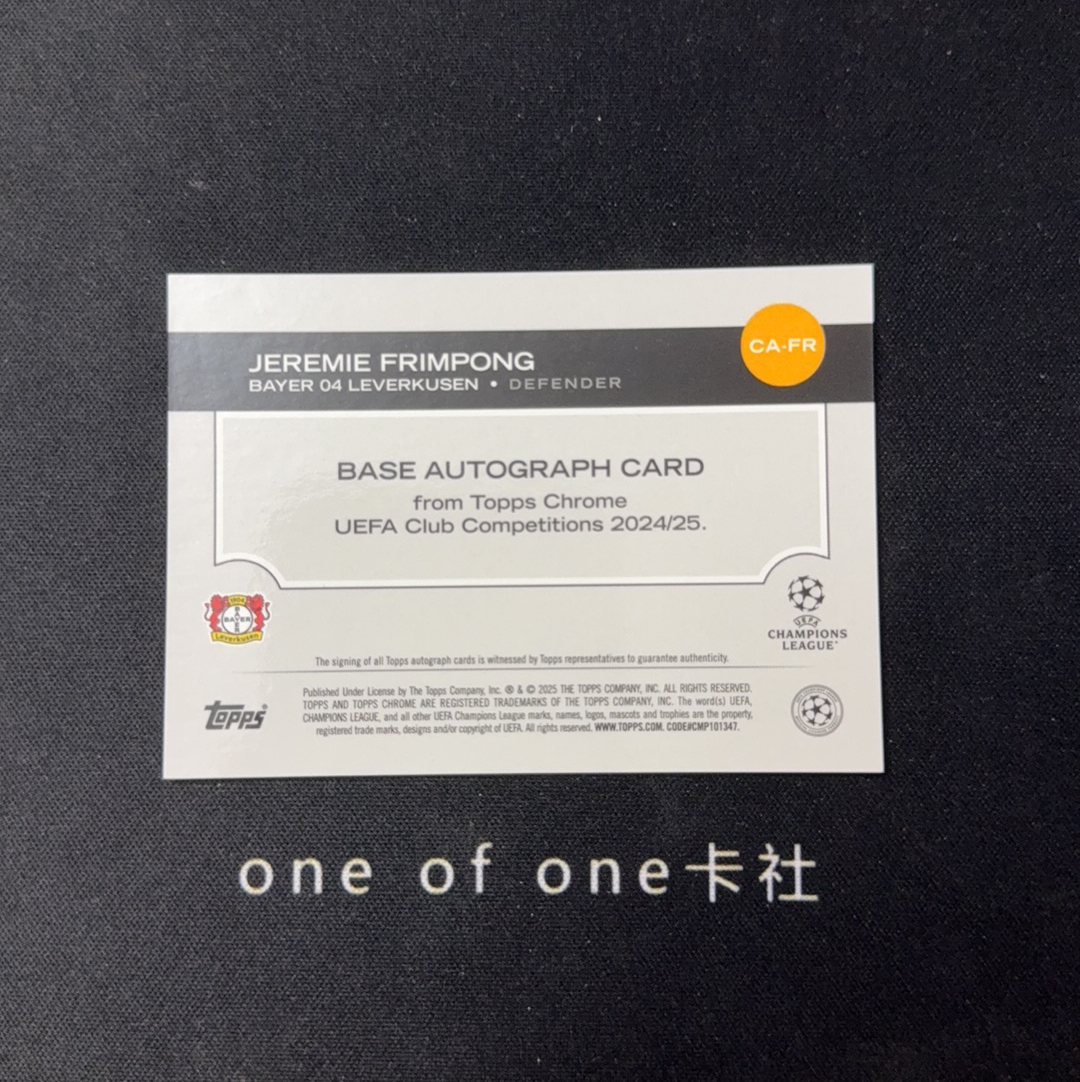 JEREMIE FRIMPONG
BAYER 04 LEVERKUSEN • DEFENDER
CA-FR
BASE AUTOGRAPH CARD
from Topps Chrome
UEFA Club Competitions 2024/25.
1904
BAYER
Leverkusen
UEFA
CHAMPIONS
LEAGUE
The signing of all Topps autograph cards is witnessed by Topps representatives to guarantee authenticity.
topps
Published Under License by The Topps Company, Inc. ® & © 2025 THE TOPPS COMPANY, INC. ALL RIGHTS RESERVED.
TOPPS AND TOPPS CHROME ARE REGISTERED TRADEMARKS OF THE TOPPS COMPANY, INC. The word(s) UEFA,
CHAMPIONS LEAGUE, and all other UEFA Champions League marks, names, logos, mascots and trophies are the property,
registered trade marks, designs and/or copyright of UEFA. All rights reserved. WWW.TOPPS.COM. CODE#CMP101347.
one of one卡社